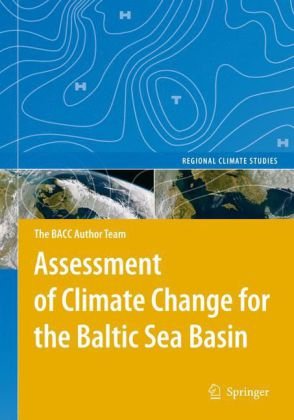 H
H
T
H
REGIONAL CLIMATE STUDIES
The BACC Author Team
Assessment
of Climate Change for
the Baltic Sea Basin
Springer